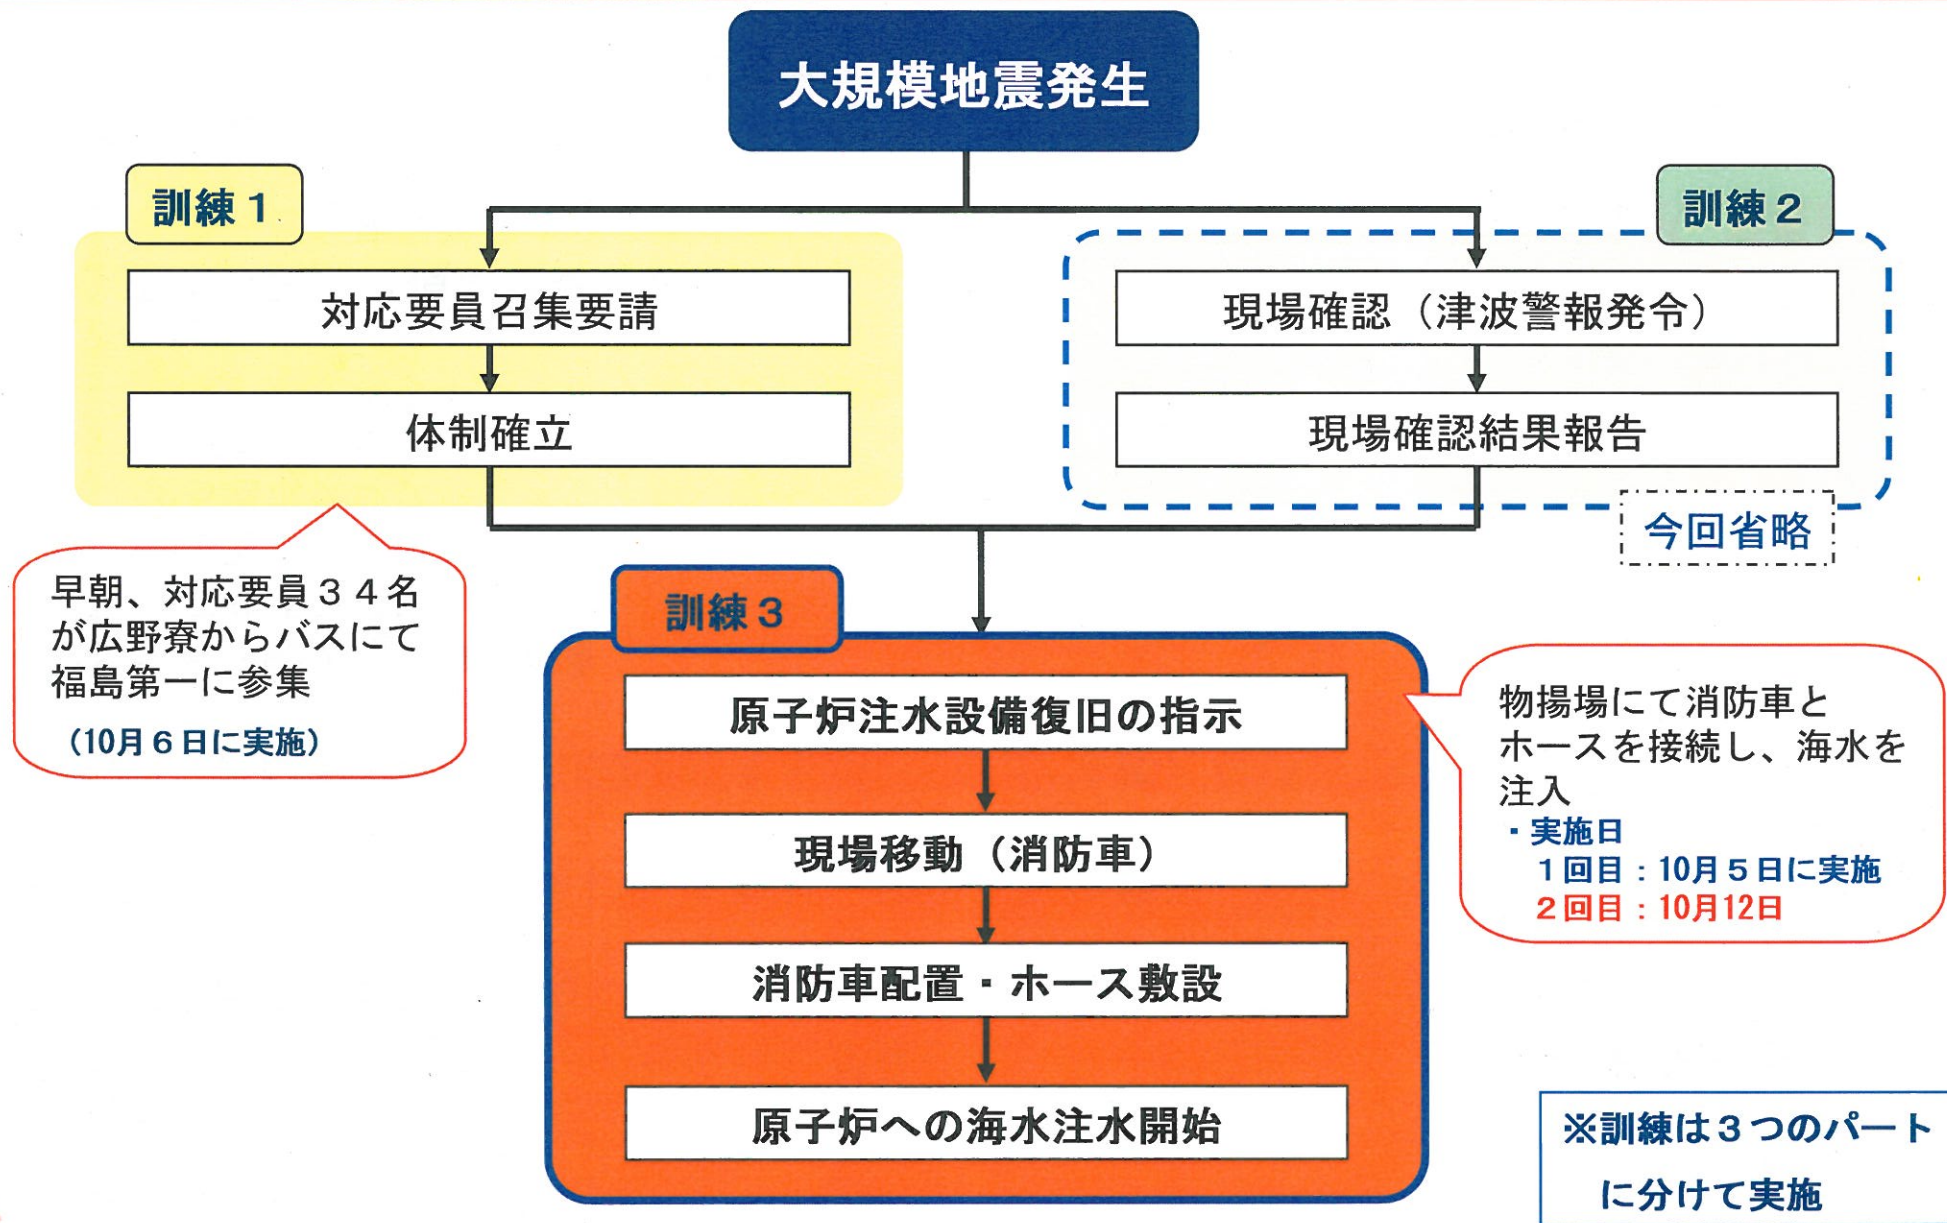 大規模地震発生
訓練１
訓練２
対応要員召集要請
体制確立
現場確認（津波警報発令）
現場確認結果報告
今回省略
早朝、対応要員３４名
が広野寮からバスにて
福島第一に参集
（10月６日に実施）
訓練３
原子炉注水設備復旧の指示
現場移動（消防車）
消防車配置・ホース敷設
原子炉への海水注水開始
物揚場にて消防車と
ホースを接続し、海水を
注入
・実施日
１回目：10月５日に実施
２回目：10月12日
※訓練は３つのパート
に分けて実施